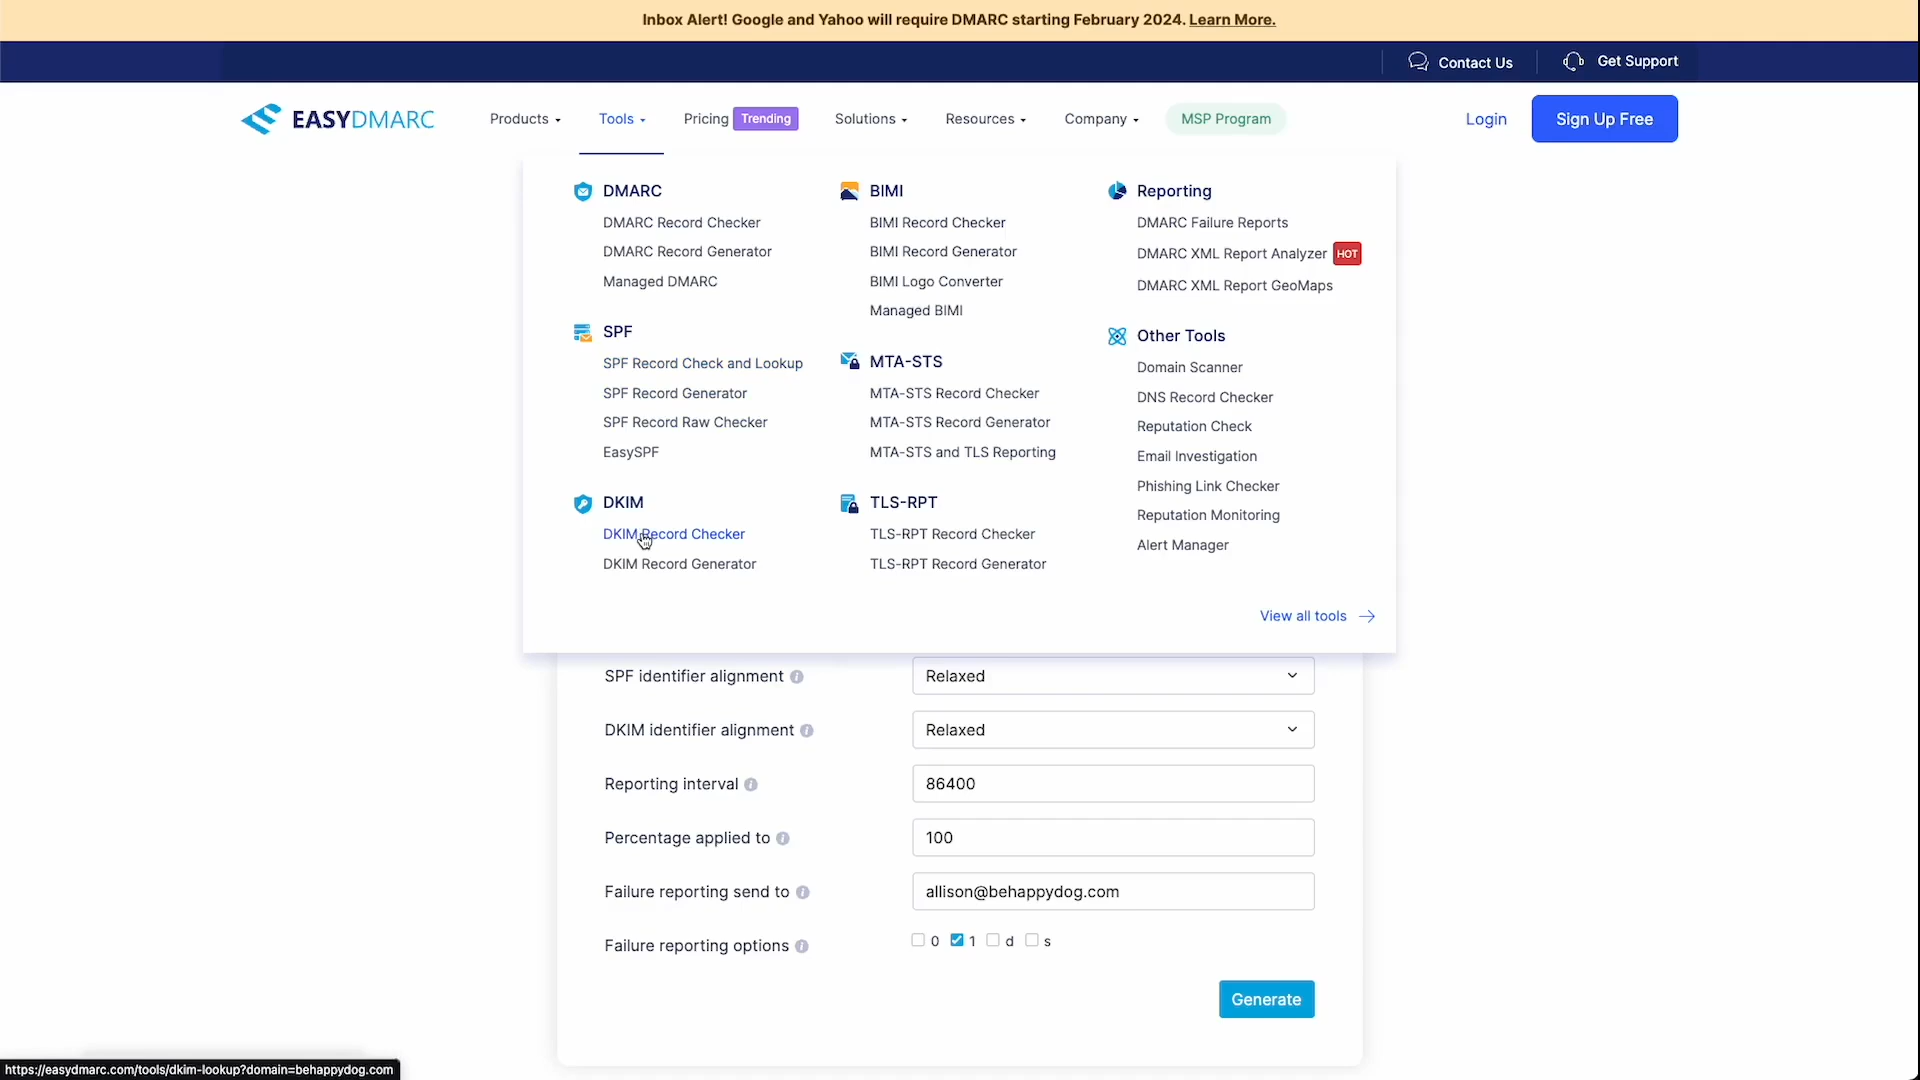 Inbox Alert! Google and Yahoo will require DMARC starting February 2024. Learn More.
Contact Us
Get Support
EASYDMARC
Products
Tools
Pricing
Trending
Solutions
Resources
Company
MSP Program
Login
Sign Up Free
DMARC
DMARC Record Checker
DMARC Record Generator
Managed DMARC
SPF
SPF Record Check and Lookup
SPF Record Generator
SPF Record Raw Checker
EasySPF
DKIM
DKIM Record Checker
DKIM Record Generator
BIMI
BIMI Record Checker
BIMI Record Generator
BIMI Logo Converter
Managed BIMI
MTA-STS
MTA-STS Record Checker
MTA-STS Record Generator
MTA-STS and TLS Reporting
TLS-RPT
TLS-RPT Record Checker
TLS-RPT Record Generator
Reporting
DMARC Failure Reports
DMARC XML Report Analyzer HOT
DMARC XML Report GeoMaps
Other Tools
Domain Scanner
DNS Record Checker
Reputation Check
Email Investigation
Phishing Link Checker
Reputation Monitoring
Alert Manager
View all tools
SPF identifier alignment
Relaxed
DKIM identifier alignment
Relaxed
Reporting interval
86400
Percentage applied to
100
Failure reporting send to
allison@behappydog.com
Failure reporting options
0 1 d s
Generate
https://easydmarc.com/tools/dkim-lookup?domain=behappydog.com